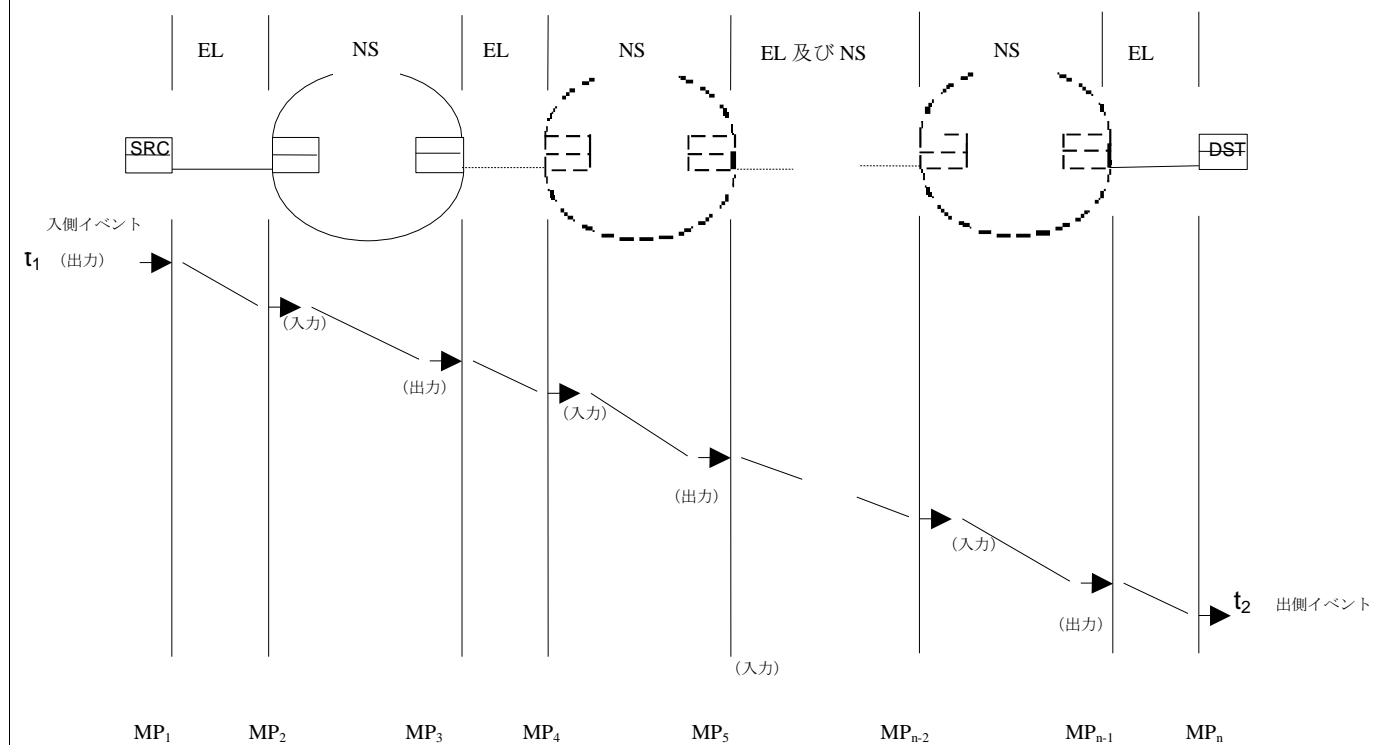 EL NS EL NS EL 及び NS NS EL
SRC DST
入側イベント
τ1 (出力)
(入力)
(出力)
(入力)
(出力)
(入力)
(出力)
t2 出側イベント
(入力)
MP1 MP2 MP3 MP4 MP5 MPn-2 MPn-1 MPn